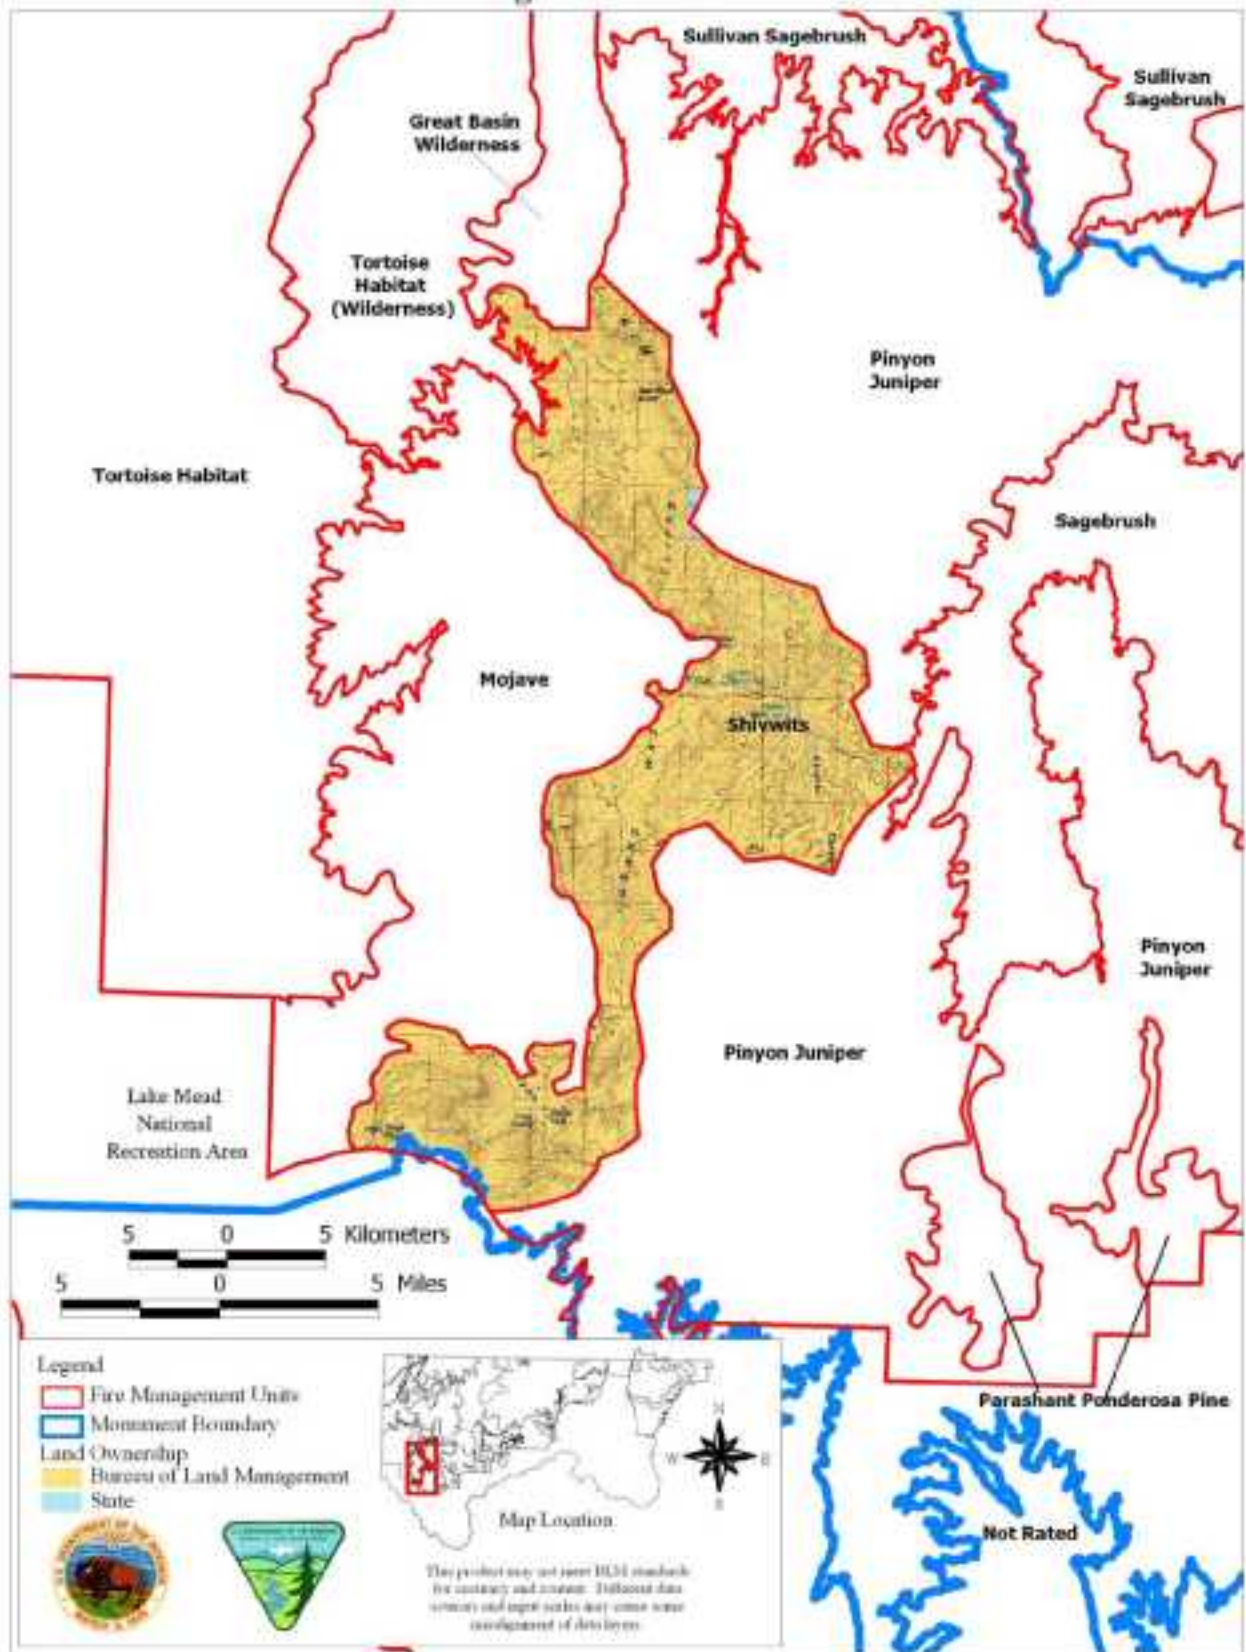 Sullivan Sagebrush
Sullivan
Sagebrush
Great Basin
Wilderness
Tortoise
Habitat
(Wilderness)
Pinyon
Juniper
Tortoise Habitat
Sagebrush
Mojave
Shivwits
Pinyon
Juniper
Pinyon Juniper
Lake Mead
National
Recreation Area
5 0 5 Kilometers
5 0 5 Miles
Parashant Ponderosa Pine
Not Rated
Legend
Fire Management Units
Monument Boundary
Land Ownership
Bureau of Land Management
State
N
W E
S
Map Location
This product may not meet BLM standards
for accuracy and content. Different data
sources and input scales may cause some
misalignment of data layers.